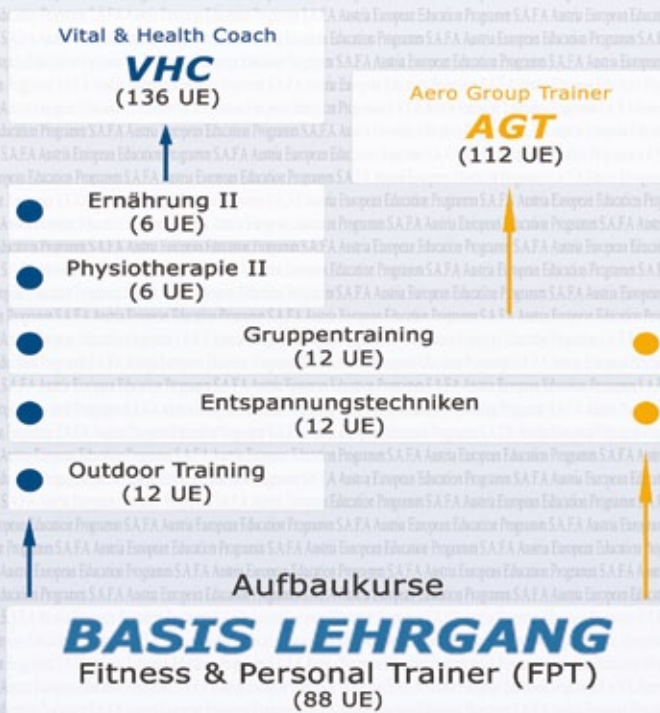 Vital & Health Coach
VHC
(136 UE)
Aero Group Trainer
AGT
(112 UE)
Ernährung II
(6 UE)
Physiotherapie II
(6 UE)
Gruppentraining
(12 UE)
Entspannungstechniken
(12 UE)
Outdoor Training
(12 UE)
Aufbaukurse
BASIS LEHRGANG
Fitness & Personal Trainer (FPT)
(88 UE)